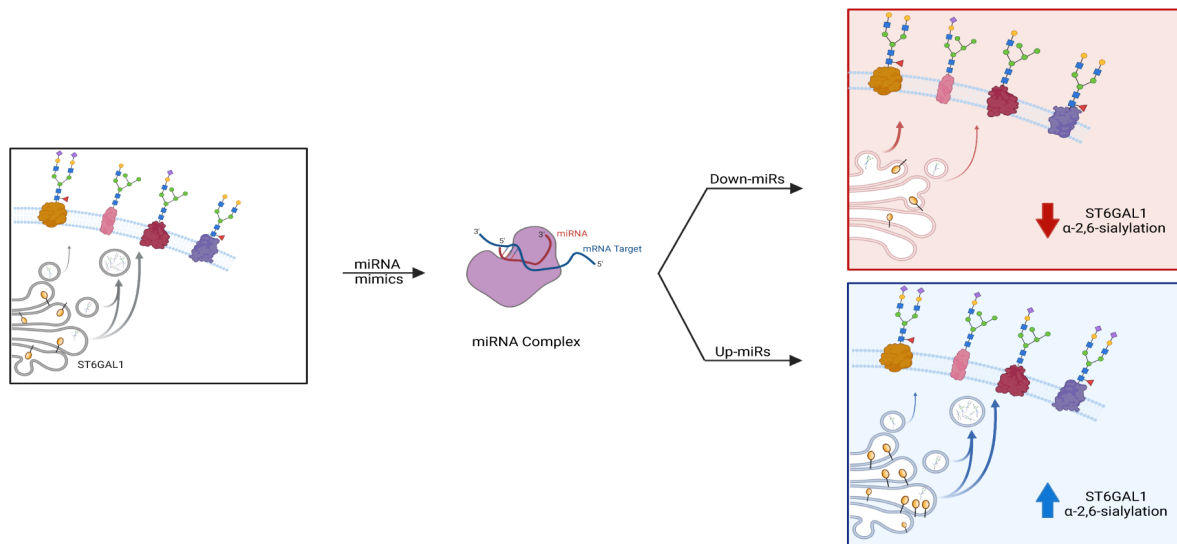 ST6GAL1
miRNA
mimics
3'
5'
3'
miRNA
mRNA Target
5'
miRNA Complex
Down-miRs
Up-miRs
ST6GAL1
α-2,6-sialylation
ST6GAL1
α-2,6-sialylation